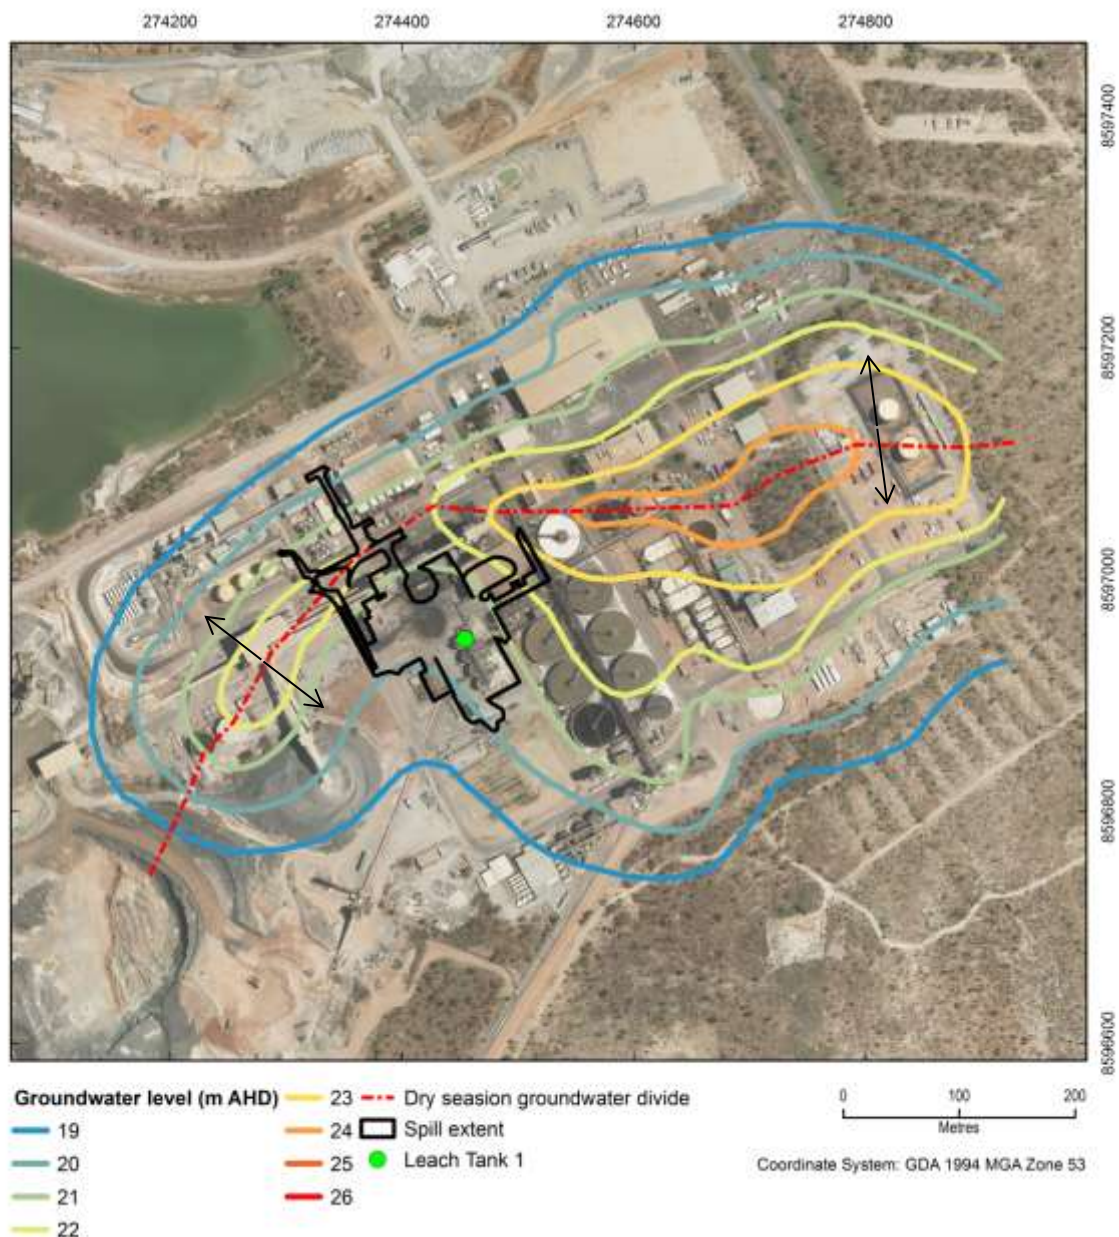 274200 274400 274600 274800
8597400
8597200
8597000
8596800
8596600
Groundwater level (m AHD)
19
20
21
22
23
24
25
26
Dry seasion groundwater divide
Spill extent
Leach Tank 1
0 100 200
Metres
Coordinate System: GDA 1994 MGA Zone 53